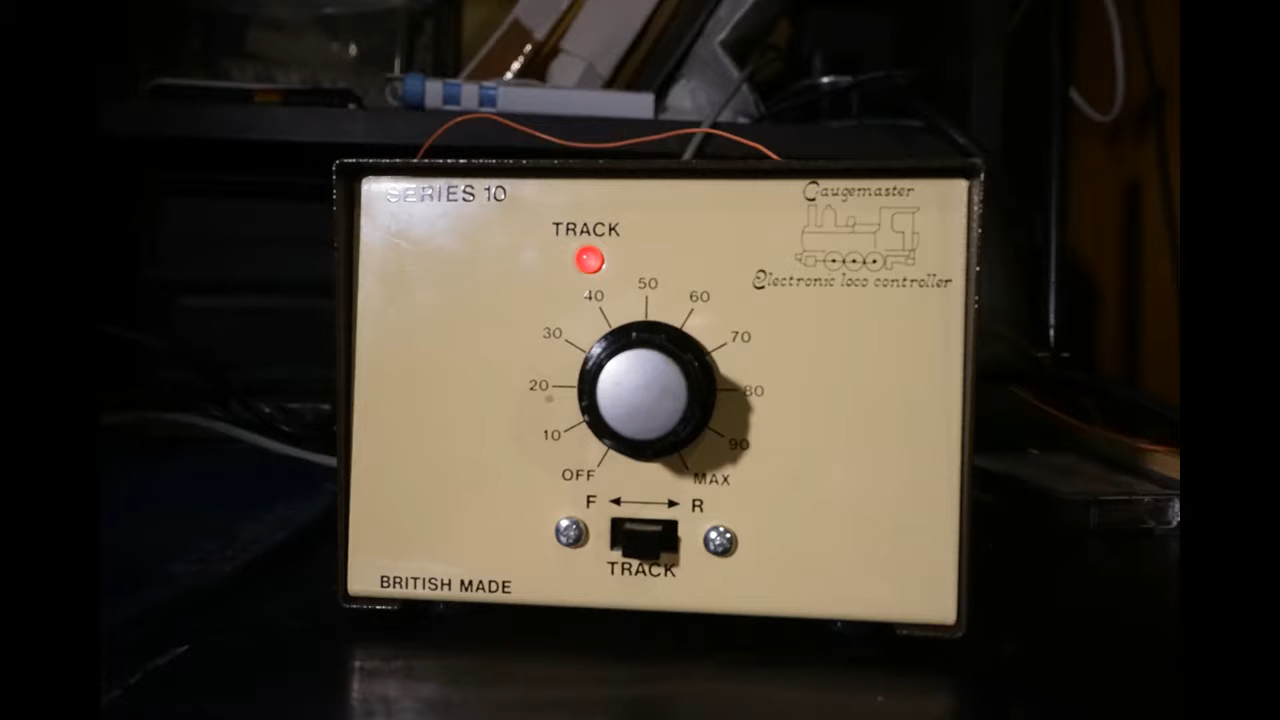 SERIES 10
Gaugemaster
Electronic loco controller
TRACK
50
40
60
30
70
20
80
10
90
OFF
MAX
F
R
TRACK
BRITISH MADE